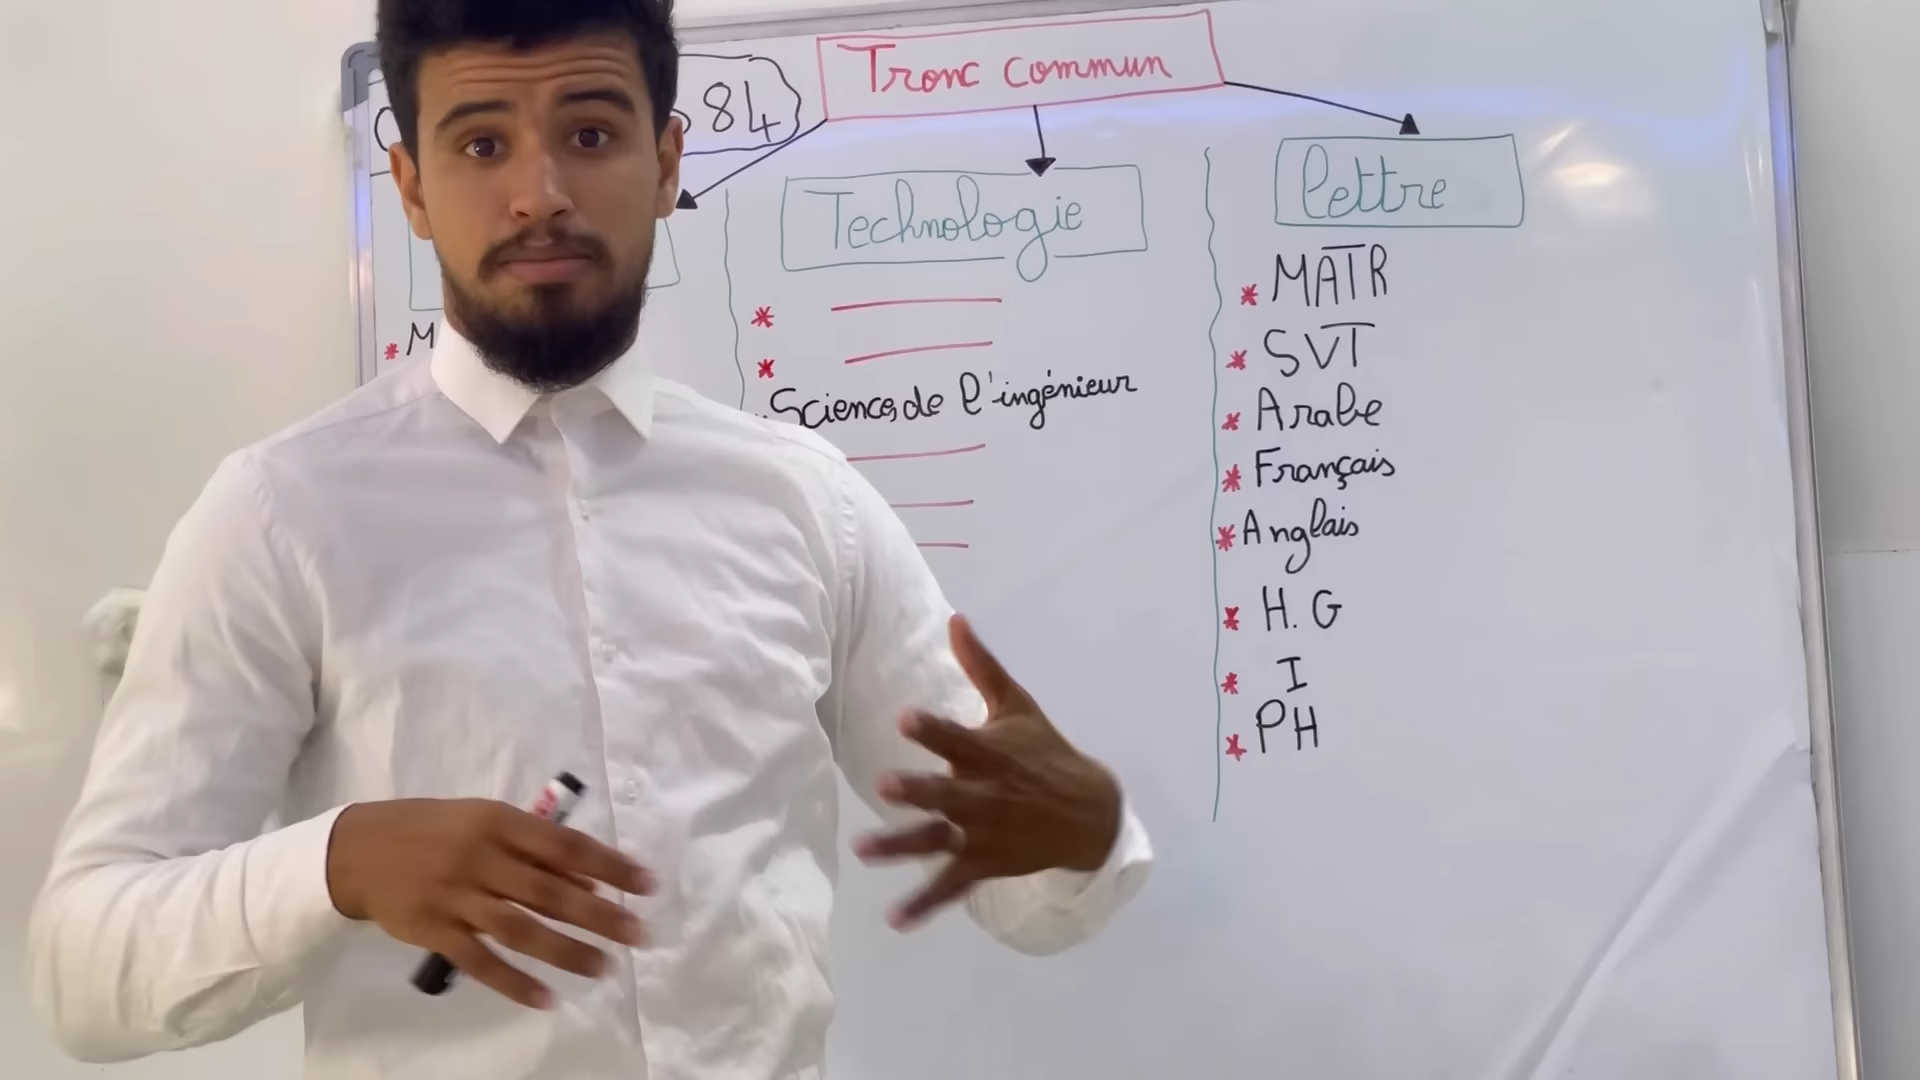 Tronc commun
84
Technologie
Sciences de l'ingénieur
lettre
* MATR
* SVT
* Arabe
* Français
* Anglais
* H. G
* I
* PH
* M